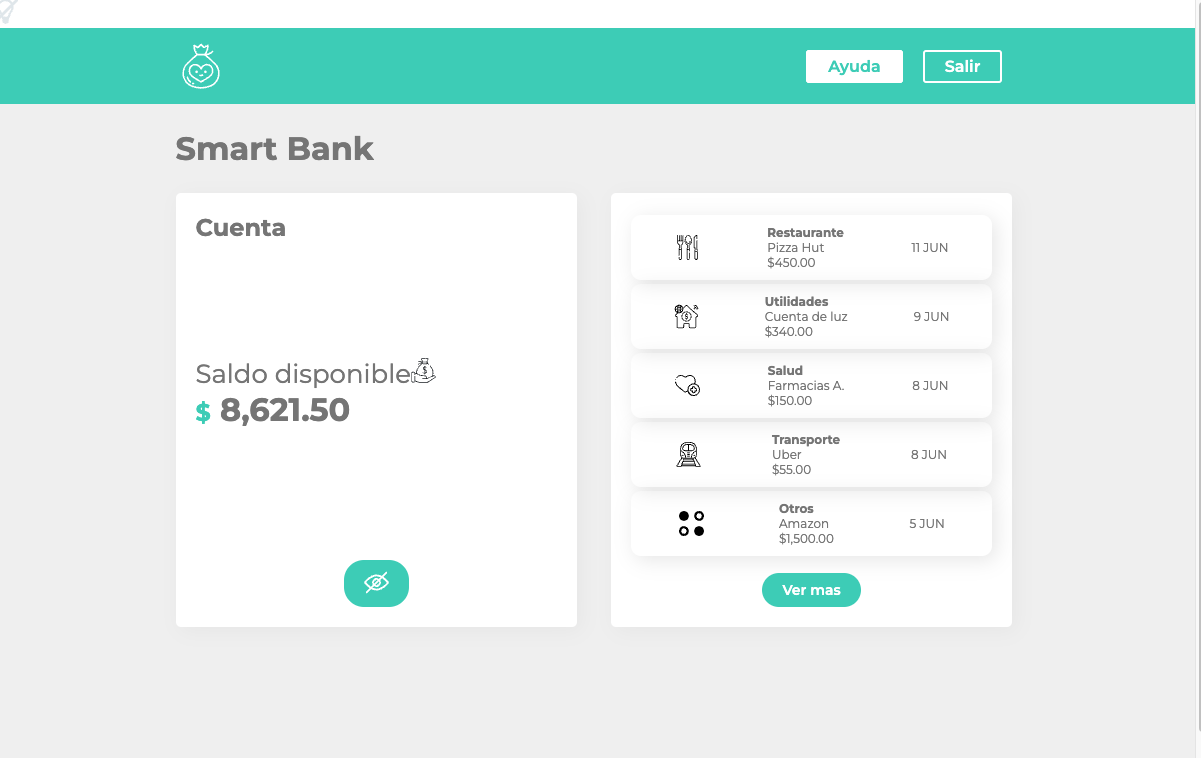 Ayuda
Salir
Smart Bank
Cuenta
Saldo disponible
$ 8,621.50
Restaurante
Pizza Hut
$450.00
11 JUN
Utilidades
Cuenta de luz
$340.00
9 JUN
Salud
Farmacias A.
$150.00
8 JUN
Transporte
Uber
$55.00
8 JUN
Otros
Amazon
$1,500.00
5 JUN
Ver mas